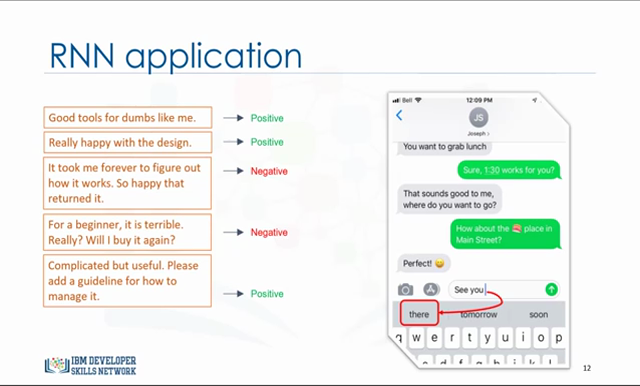 RNN application
Good tools for dumbs like me.
Positive
Really happy with the design.
Positive
It took me forever to figure out
how it works. So happy that
returned it.
Negative
For a beginner, it is terrible.
Really? Will I buy it again?
Negative
Complicated but useful. Please
add a guideline for how to
manage it.
Positive
Bell
12:09 PM
JS
Joseph >
You want to grab lunch
Sure, 1:30 works for you?
That sounds good to me,
where do you want to go?
How about the 🍣 place in
Main Street?
Perfect! 😄
See you
there tomorrow soon
q w e r t y u i o p
IBM DEVELOPER
SKILLS NETWORK
12